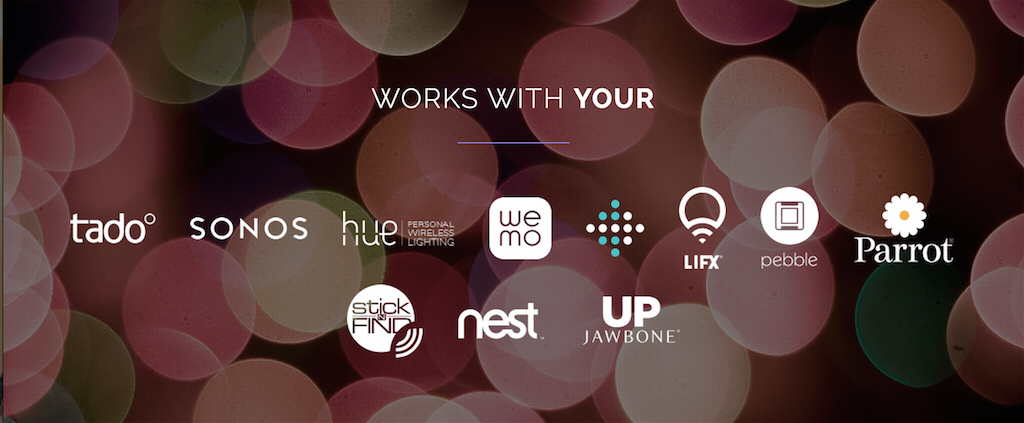 WORKS WITH YOUR
tado°
SONOS
hue PERSONAL
WIRELESS
LIGHTING
we
mo
LIFX
pebble
Parrot
stick
N
FIND
nest
UP
JAWBONE